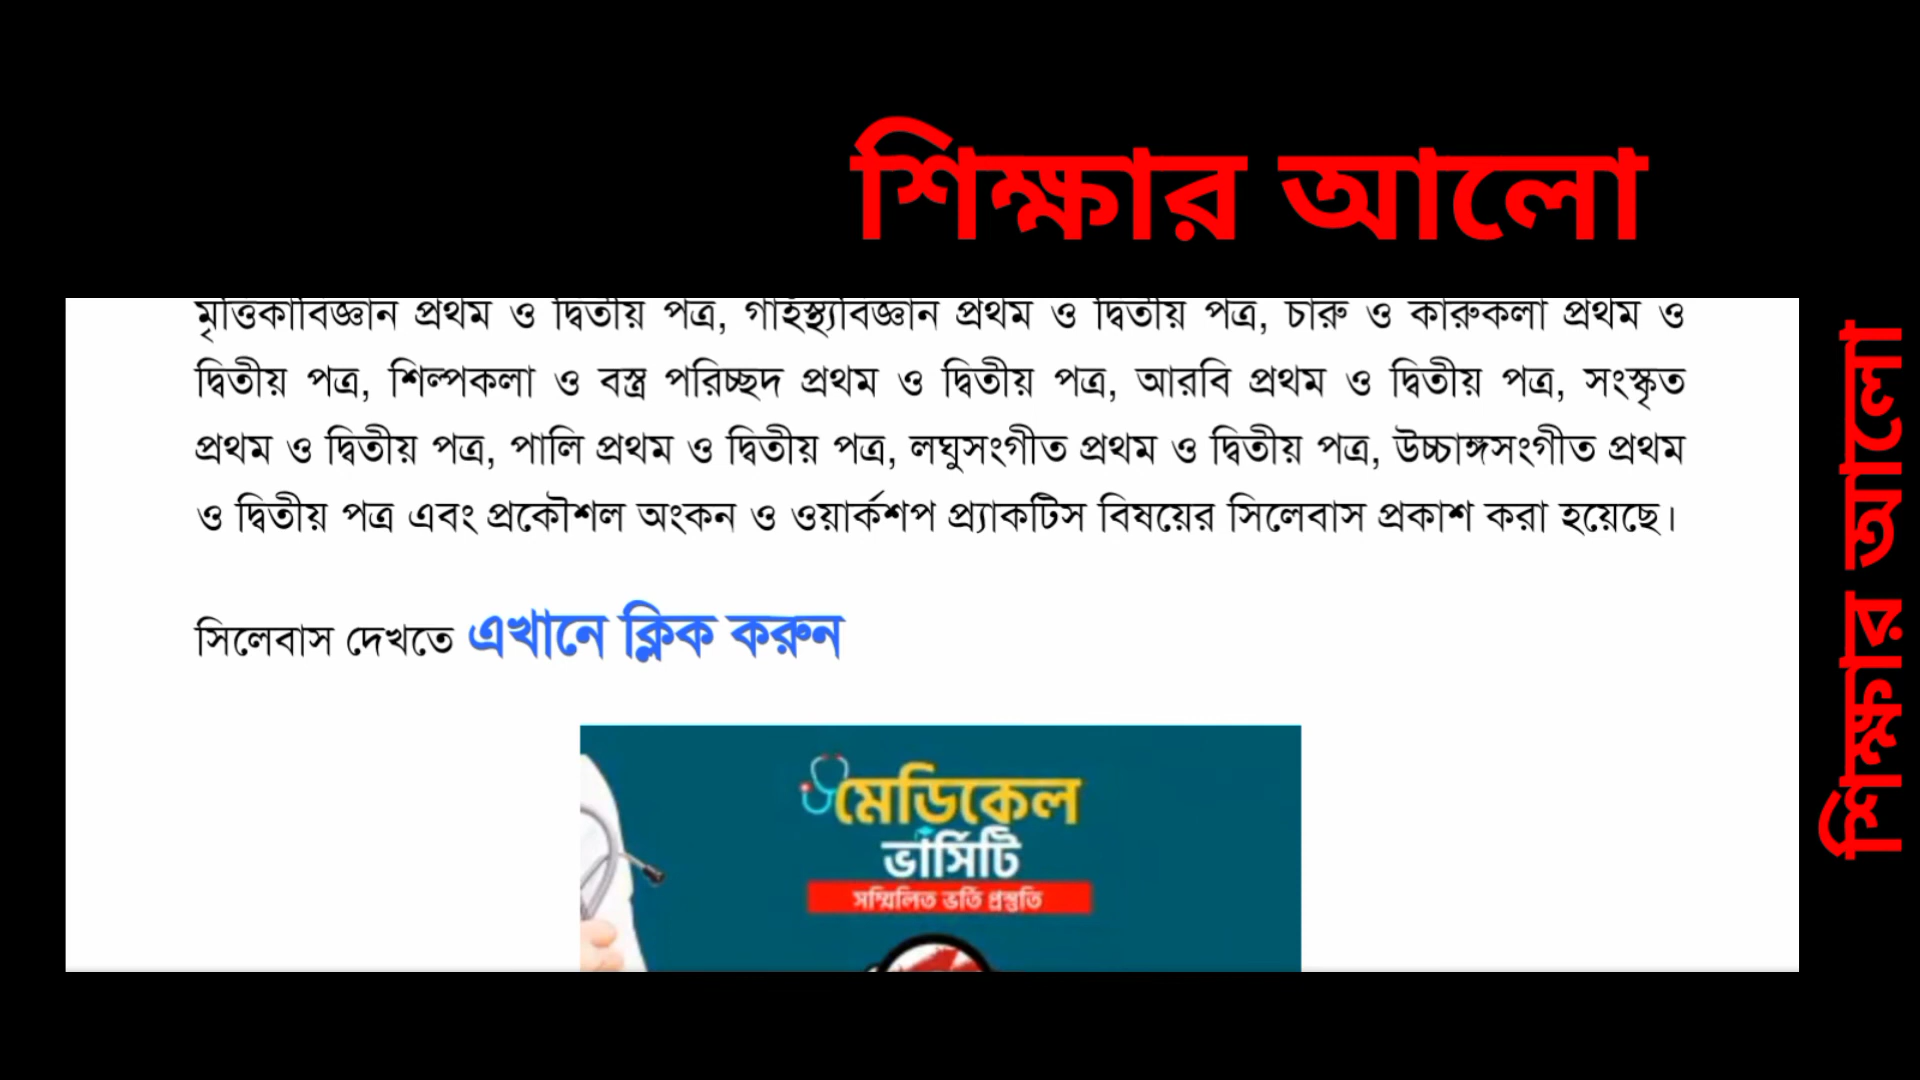 শিক্ষার আলো
মৃত্তিকাবিজ্ঞান প্রথম ও দ্বিতীয় পত্র, গার্হস্থ্যবিজ্ঞান প্রথম ও দ্বিতীয় পত্র, চারু ও কারুকলা প্রথম ও
দ্বিতীয় পত্র, শিল্পকলা ও বস্ত্র পরিচ্ছদ প্রথম ও দ্বিতীয় পত্র, আরবি প্রথম ও দ্বিতীয় পত্র, সংস্কৃত
প্রথম ও দ্বিতীয় পত্র, পালি প্রথম ও দ্বিতীয় পত্র, লঘুসংগীত প্রথম ও দ্বিতীয় পত্র, উচ্চাঙ্গসংগীত প্রথম
ও দ্বিতীয় পত্র এবং প্রকৌশল অংকন ও ওয়ার্কশপ প্র্যাকটিস বিষয়ের সিলেবাস প্রকাশ করা হয়েছে।
সিলেবাস দেখতে এখানে ক্লিক করুন
মেডিকেল
ভার্সিটি
সম্মিলিত ভর্তি প্রস্তুতি
শিক্ষার আলো